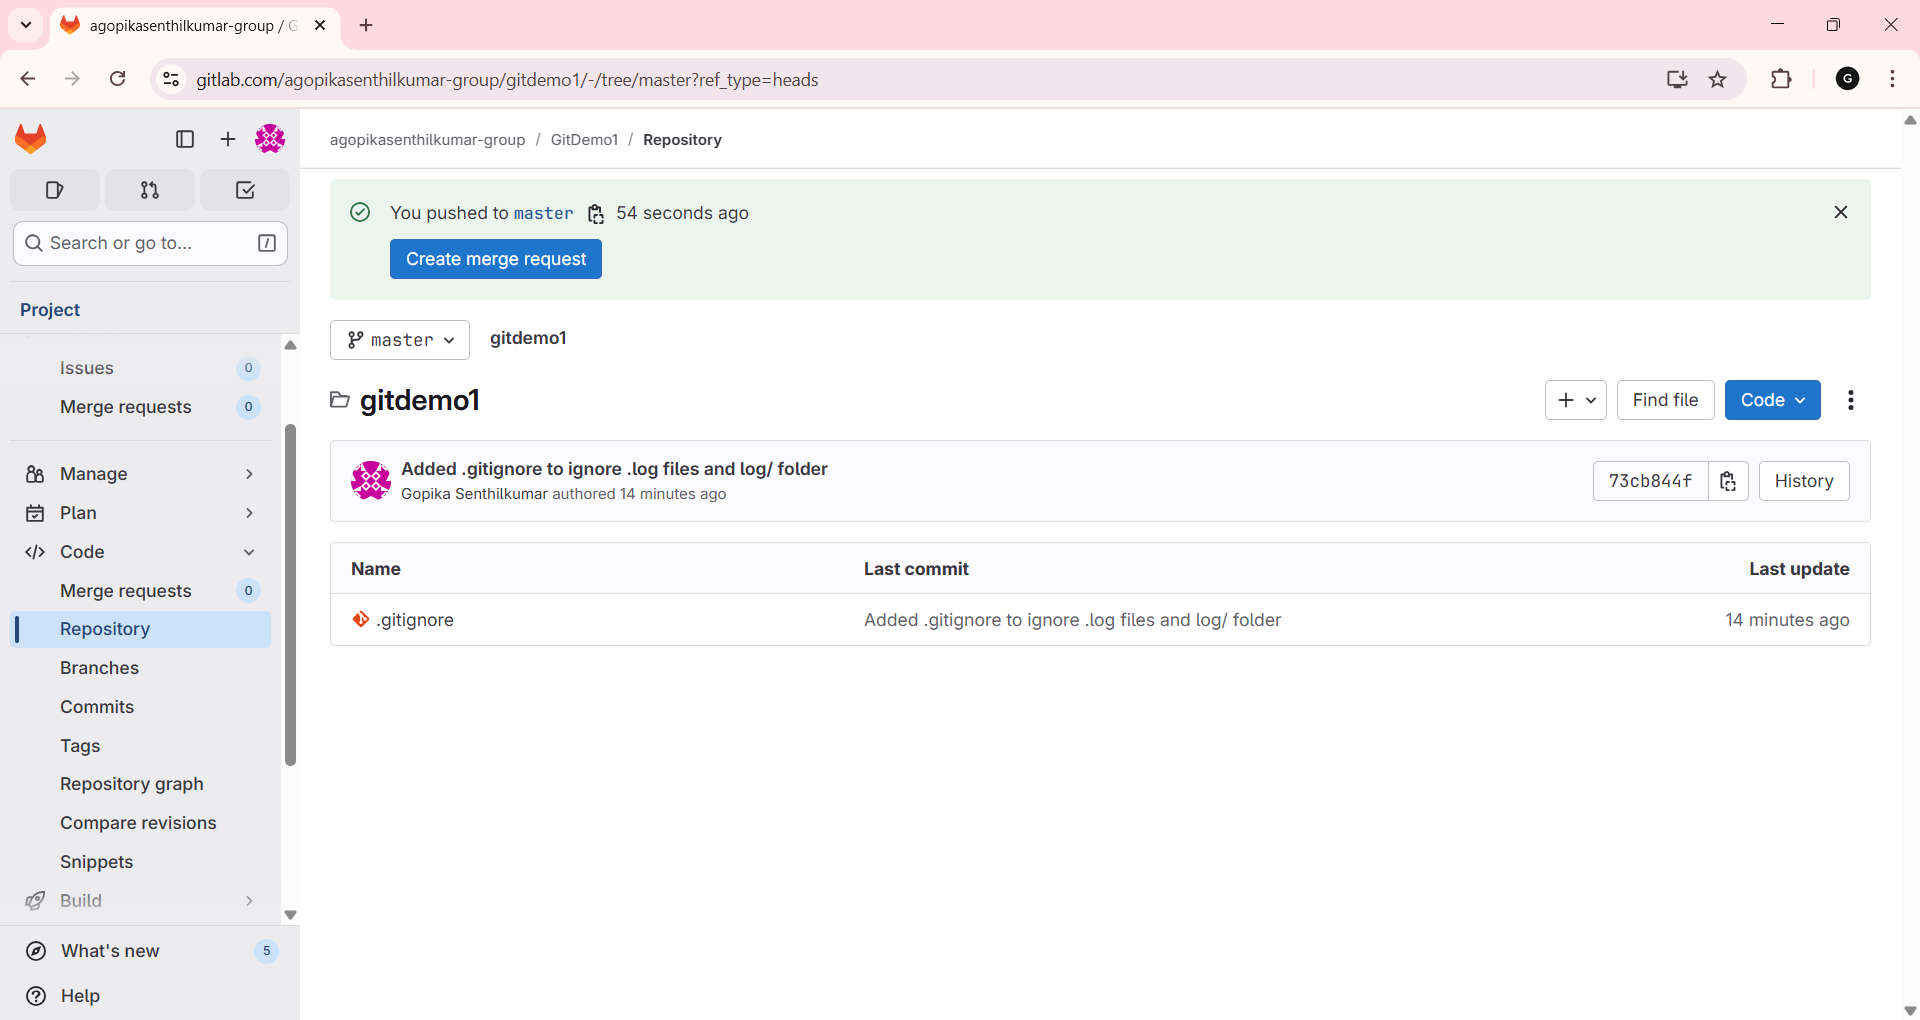 agopikasenthilkumar-group / G
gitlab.com/agopikasenthilkumar-group/gitdemo1/-/tree/master?ref_type=heads
G
agopikasenthilkumar-group / GitDemo1 / Repository
Search or go to... /
Project
Issues 0
Merge requests 0
Manage
Plan
Code
Merge requests 0
Repository
Branches
Commits
Tags
Repository graph
Compare revisions
Snippets
Build
What's new 5
Help
You pushed to master 54 seconds ago
Create merge request
master gitdemo1
gitdemo1
Find file Code
Added .gitignore to ignore .log files and log/ folder
Gopika Senthilkumar authored 14 minutes ago
73cb844f History
Name Last commit Last update
.gitignore Added .gitignore to ignore .log files and log/ folder 14 minutes ago